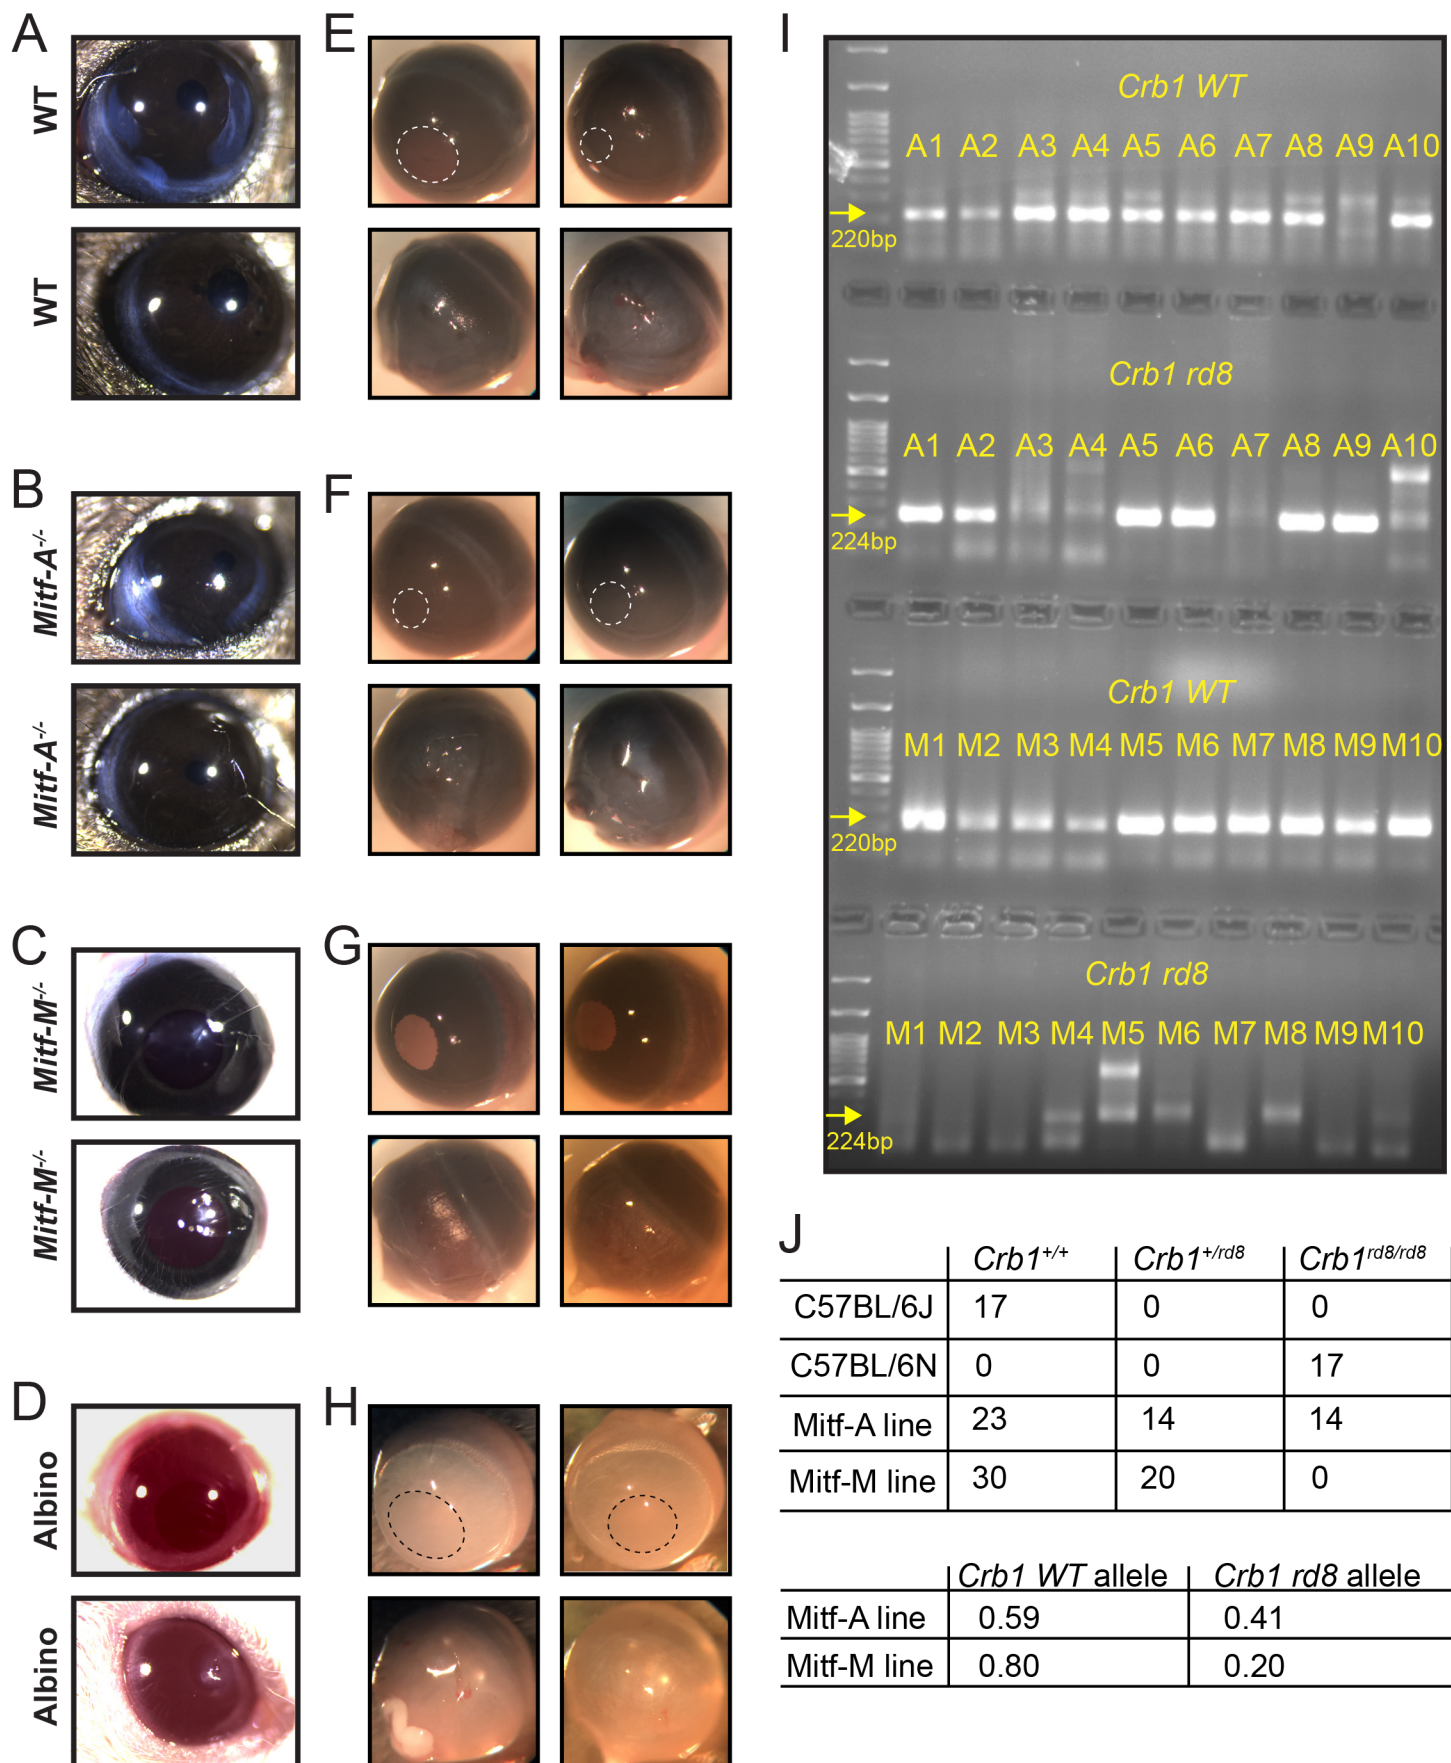 A
WT
WT
B
Mitf-A-/-
Mitf-A-/-
C
Mitf-M-/-
Mitf-M-/-
D
Albino
Albino
E
F
G
H
I
Crb1 WT
A1 A2 A3 A4 A5 A6 A7 A8 A9 A10
220bp
Crb1 rd8
A1 A2 A3 A4 A5 A6 A7 A8 A9 A10
224bp
Crb1 WT
M1 M2 M3 M4 M5 M6 M7 M8 M9 M10
220bp
Crb1 rd8
M1 M2 M3 M4 M5 M6 M7 M8 M9 M10
224bp
J
Crb1+/+ Crb1+/rd8 Crb1rd8/rd8
C57BL/6J 17 0 0
C57BL/6N 0 0 17
Mitf-A line 23 14 14
Mitf-M line 30 20 0
Crb1 WT allele Crb1 rd8 allele
Mitf-A line 0.59 0.41
Mitf-M line 0.80 0.20